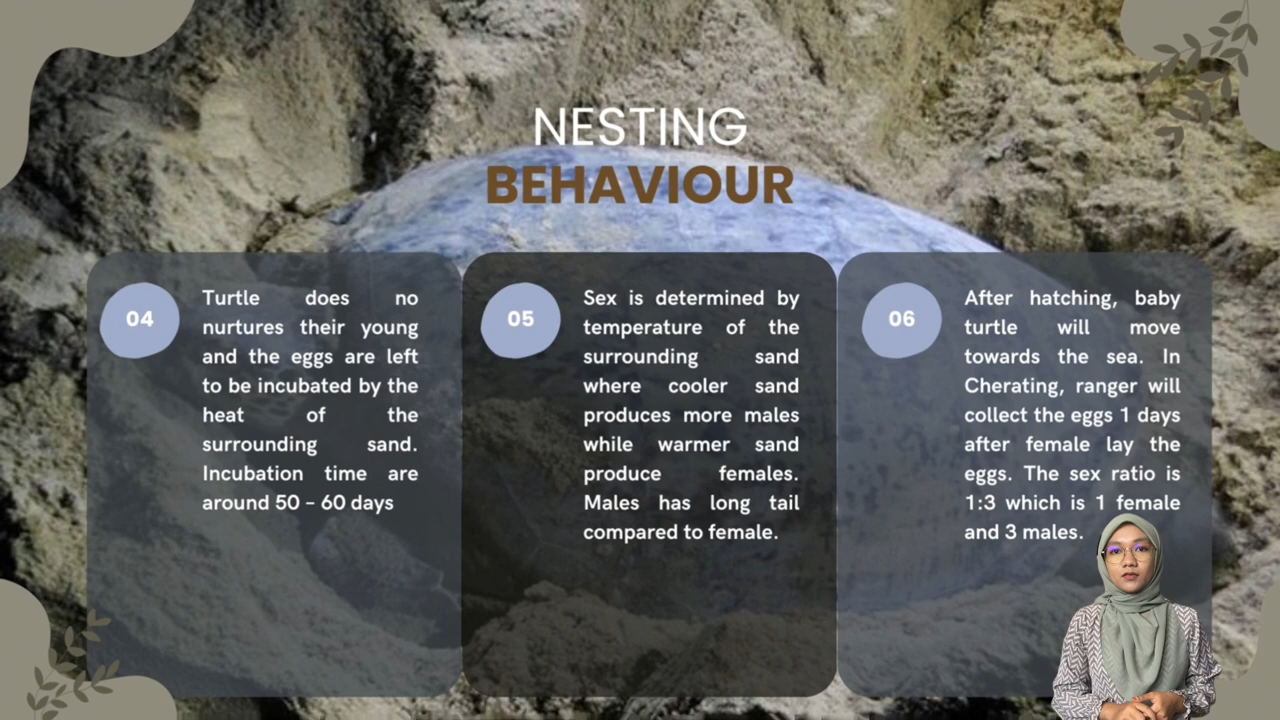 NESTING
BEHAVIOUR
04
Turtle does no
nurtures their young
and the eggs are left
to be incubated by the
heat of the
surrounding sand.
Incubation time are
around 50 – 60 days
05
Sex is determined by
temperature of the
surrounding sand
where cooler sand
produces more males
while warmer sand
produce females.
Males has long tail
compared to female.
06
After hatching, baby
turtle will move
towards the sea. In
Cherating, ranger will
collect the eggs 1 days
after female lay the
eggs. The sex ratio is
1:3 which is 1 female
and 3 males.